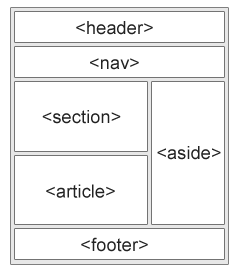 <header>
<nav>
<section>
<aside>
<article>
<footer>